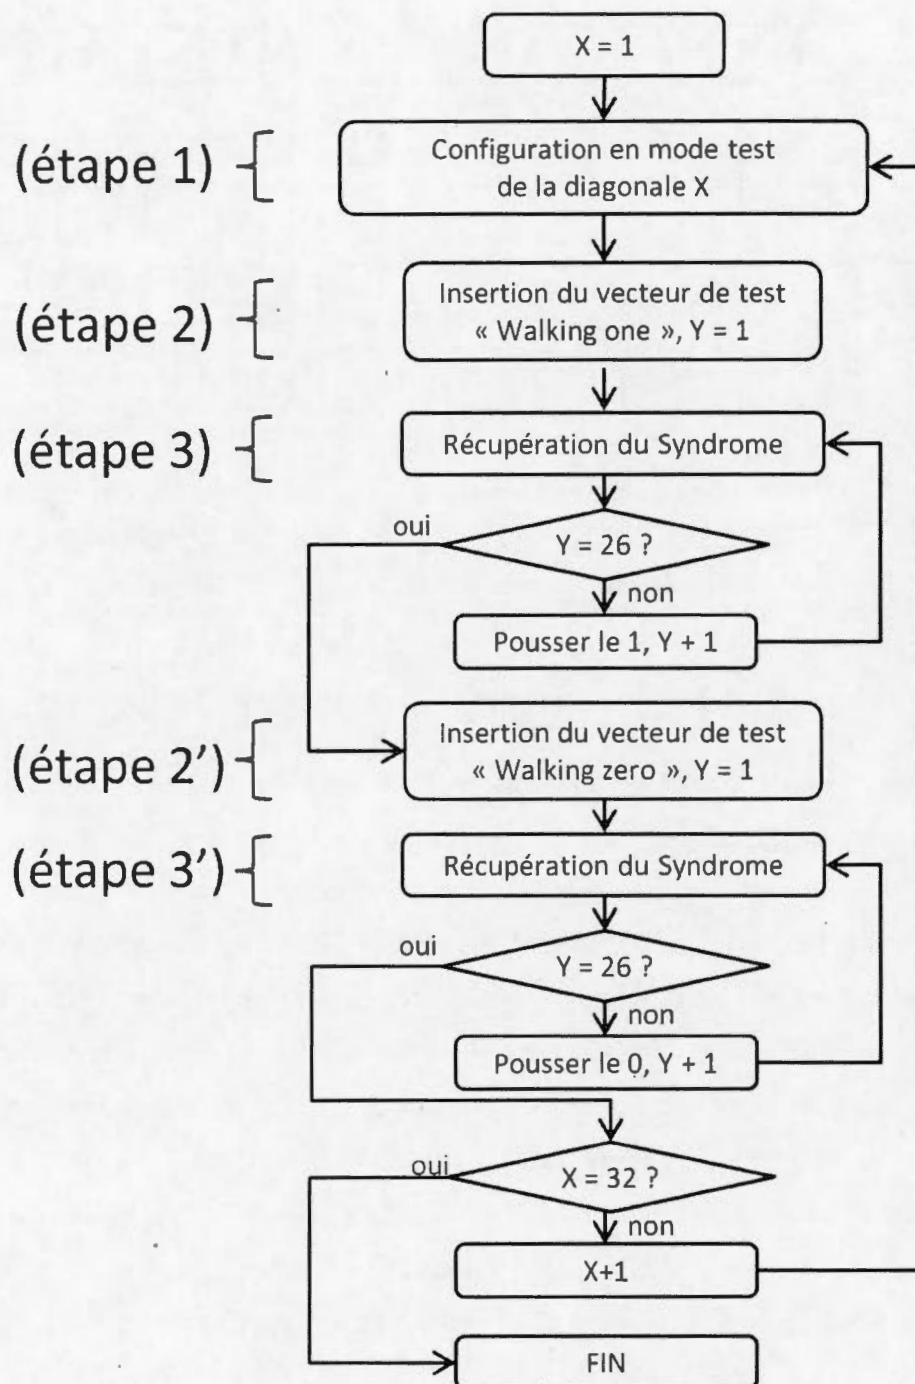 X = 1
(étape 1)
Configuration en mode test
de la diagonale X
(étape 2)
Insertion du vecteur de test
« Walking one », Y = 1
(étape 3)
Récupération du Syndrome
oui
Y = 26 ?
non
Pousser le 1, Y + 1
(étape 2')
Insertion du vecteur de test
« Walking zero », Y = 1
(étape 3')
Récupération du Syndrome
oui
Y = 26 ?
non
Pousser le 0, Y + 1
oui
X = 32 ?
non
X+1
FIN